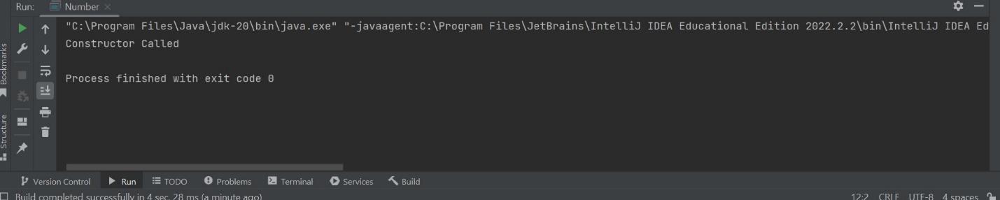 Run: Number
"C:\Program Files\Java\jdk-20\bin\java.exe" "-javaagent:C:\Program Files\JetBrains\IntelliJ IDEA Educational Edition 2022.2.2\bin\IntelliJ IDEA Ed
Constructor Called
Process finished with exit code 0
Bookmarks
Structure
Version Control Run TODO Problems Terminal Services Build
Build completed successfully in 4 sec, 28 ms (a minute ago) 12:2 CRLF UTF-8 4 spaces